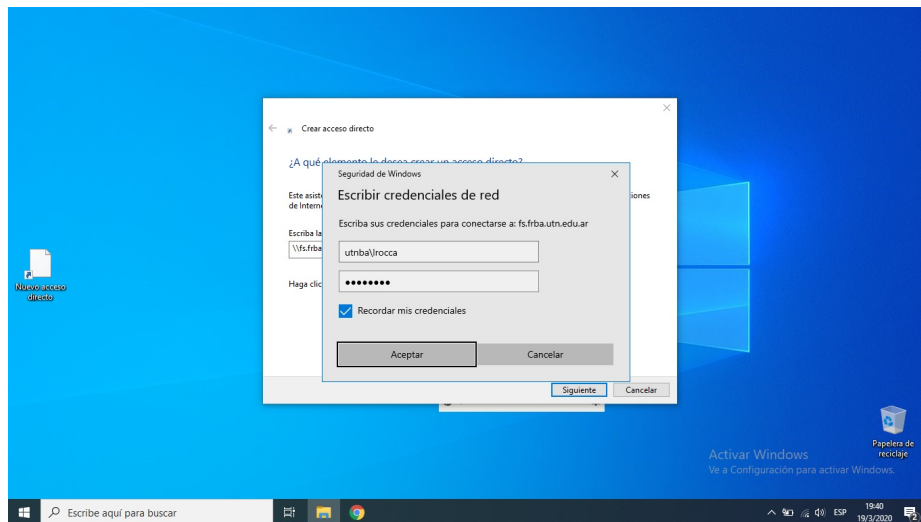 Crear acceso directo
¿A qué elemento le desea crear un acceso directo?
Seguridad de Windows
Este asist
iones
Escribir credenciales de red
de Intern
Escriba sus credenciales para conectarse a: fs.frba.utn.edu.ar
Escriba la
\\fs.frba
utnba\lrocca
Nuevo acceso
directo
Haga clic
Recordar mis credenciales
Aceptar
Cancelar
Siguiente
Cancelar
Papelera de
reciclaje
Activar Windows
Ve a Configuración para activar Windows.
Escribe aquí para buscar
ESP
19:40
19/3/2020
2